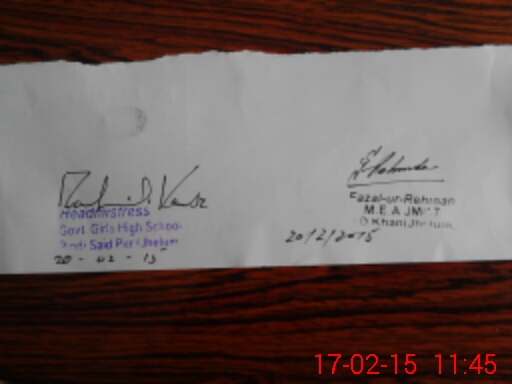 Headmistress
Govt. Girls High School
Pindi Said Pur (Jhelum
20 - 02 - 15
Fazal-ur-Rehman
M.E.A
Khan(Jhelum
20/2/2015
17-02-15 11:45